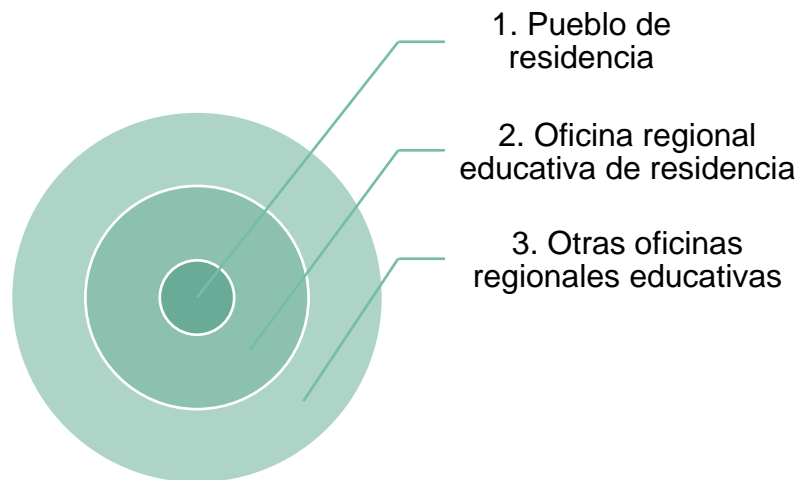 1. Pueblo de
residencia
2. Oficina regional
educativa de residencia
3. Otras oficinas
regionales educativas